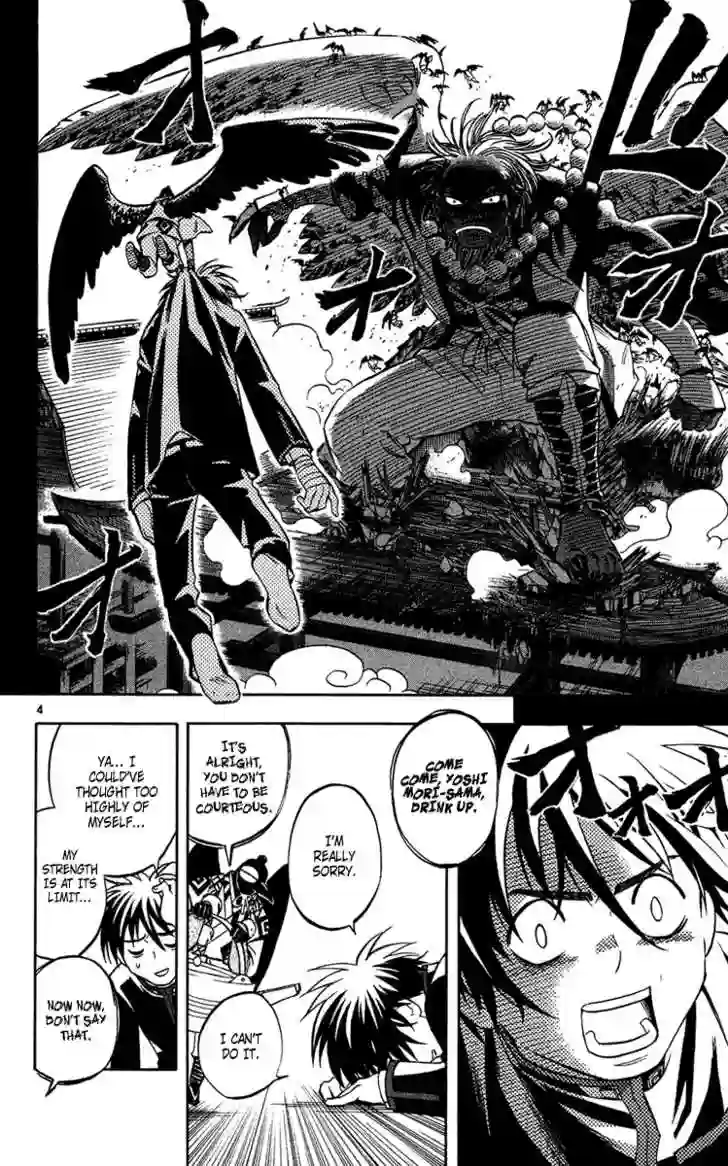 オ
ド
オ
オ
オ
4
オ
オ
オ
COME
COME, YOSHI
MORI-SAMA,
DRINK UP.
IT'S
ALRIGHT,
YOU DON'T
HAVE TO BE
COURTEOUS.
I'M
REALLY
SORRY.
I CAN'T
DO IT.
YA... I
COULD'VE
THOUGHT TOO
HIGHLY OF
MYSELF...
MY
STRENGTH
IS AT ITS
LIMIT...
NOW NOW,
DON'T SAY
THAT.